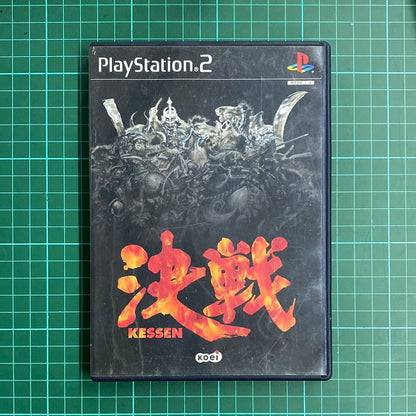 PlayStation®2
決戦
KESSEN
KOEI